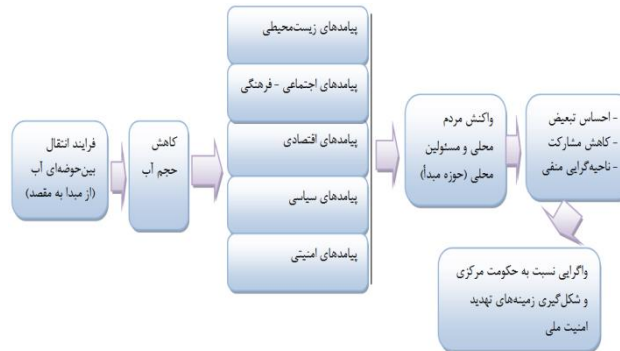 فرایند انتقال
بین‌حوضه‌ای آب
(از مبدا به مقصد)
کاهش
حجم آب
پیامدهای زیست‌محیطی
پیامدهای اجتماعی - فرهنگی
پیامدهای اقتصادی
پیامدهای سیاسی
پیامدهای امنیتی
واکنش مردم
محلی و مسئولین
محلی (حوزه مبدأ)
- احساس تبعیض
- کاهش مشارکت
- ناحیه‌گرایی منفی
واگرایی نسبت به حکومت مرکزی
و شکل‌گیری زمینه‌های تهدید
امنیت ملی